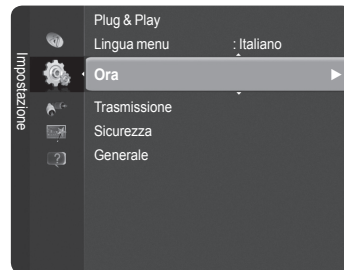 Impostazione
Plug & Play
Lingua menu : Italiano
Ora
Trasmissione
Sicurezza
Generale